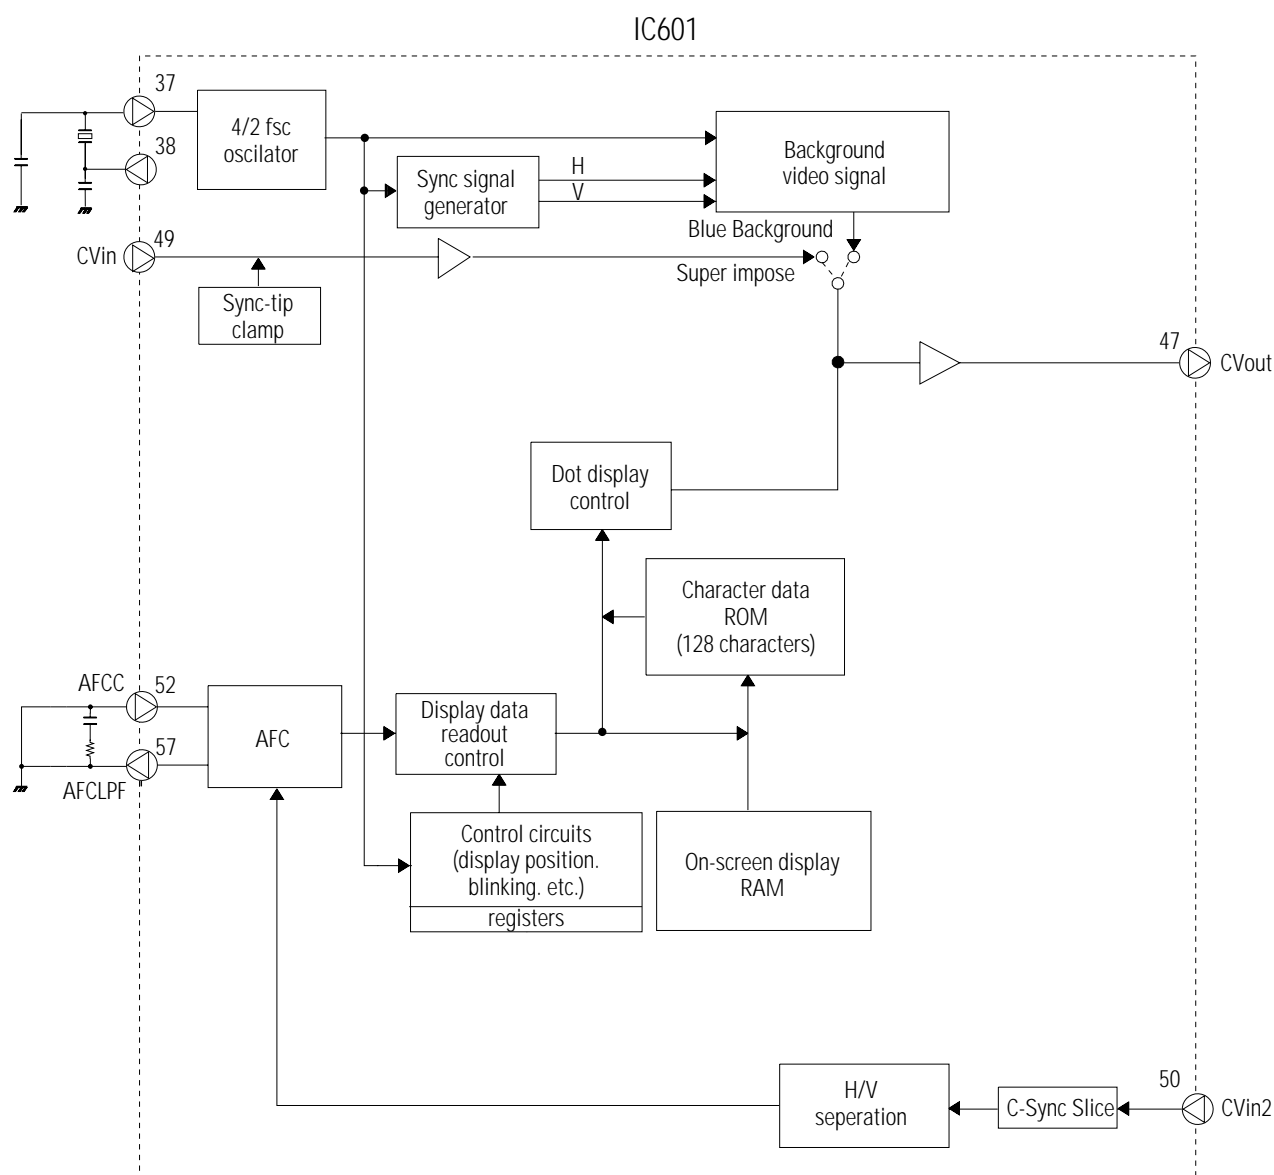 IC601
37
4/2 fsc
oscilator
38
Sync signal
generator
H
V
Background
video signal
Blue Background
CVin
49
Super impose
Sync-tip
clamp
47
CVout
Dot display
control
Character data
ROM
(128 characters)
AFCC
52
AFC
57
AFCLPF
Display data
readout
control
Control circuits
(display position.
blinking. etc.)
registers
On-screen display
RAM
H/V
seperation
C-Sync Slice
50
CVin2